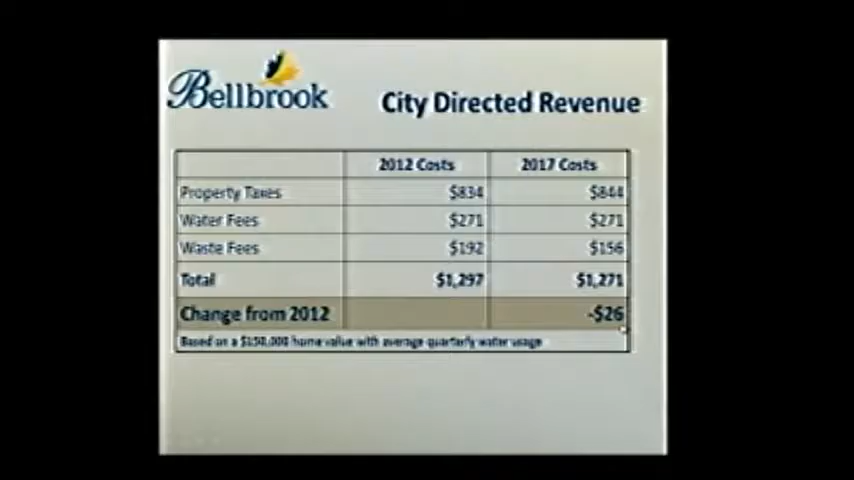 Bellbrook
City Directed Revenue
2012 Costs 2017 Costs
Property Taxes $834 $844
Water Fees $271 $271
Waste Fees $192 $156
Total $1,297 $1,271
Change from 2012 -$26
Based on a $150,000 home value with average quarterly water usage